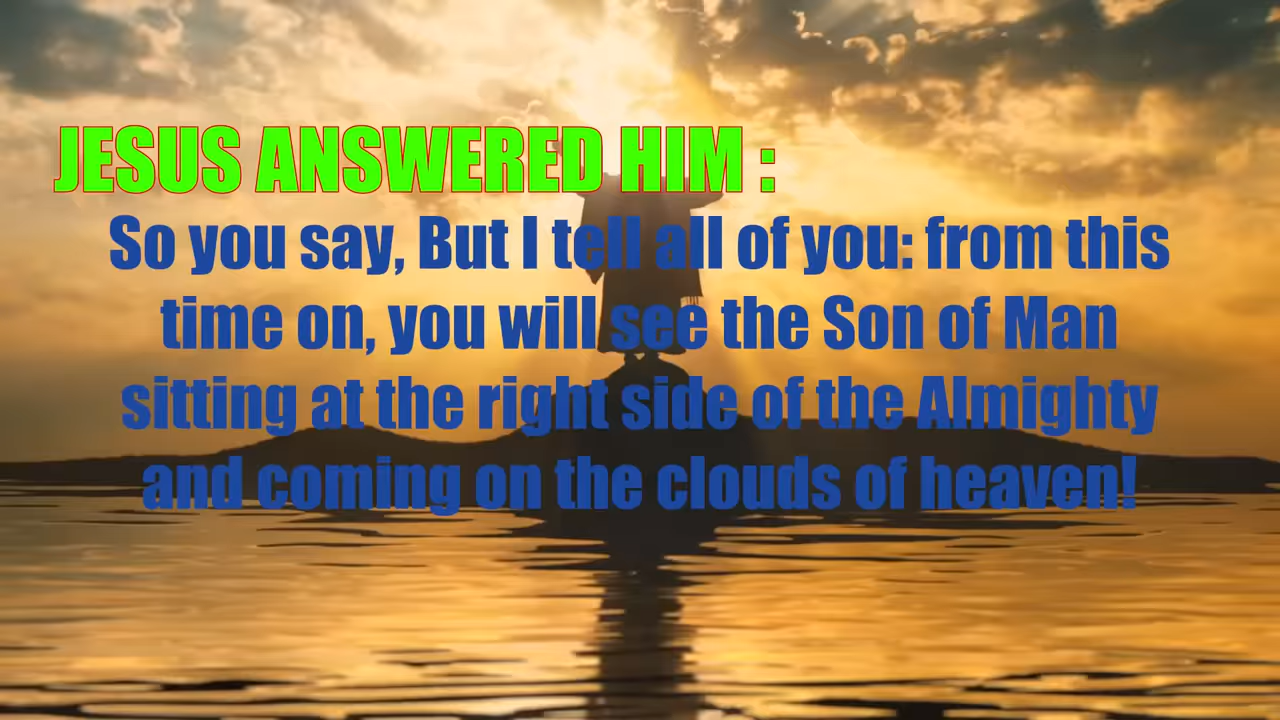 JESUS ANSWERED HIM :
So you say, But I tell all of you: from this
time on, you will see the Son of Man
sitting at the right side of the Almighty
and coming on the clouds of heaven!